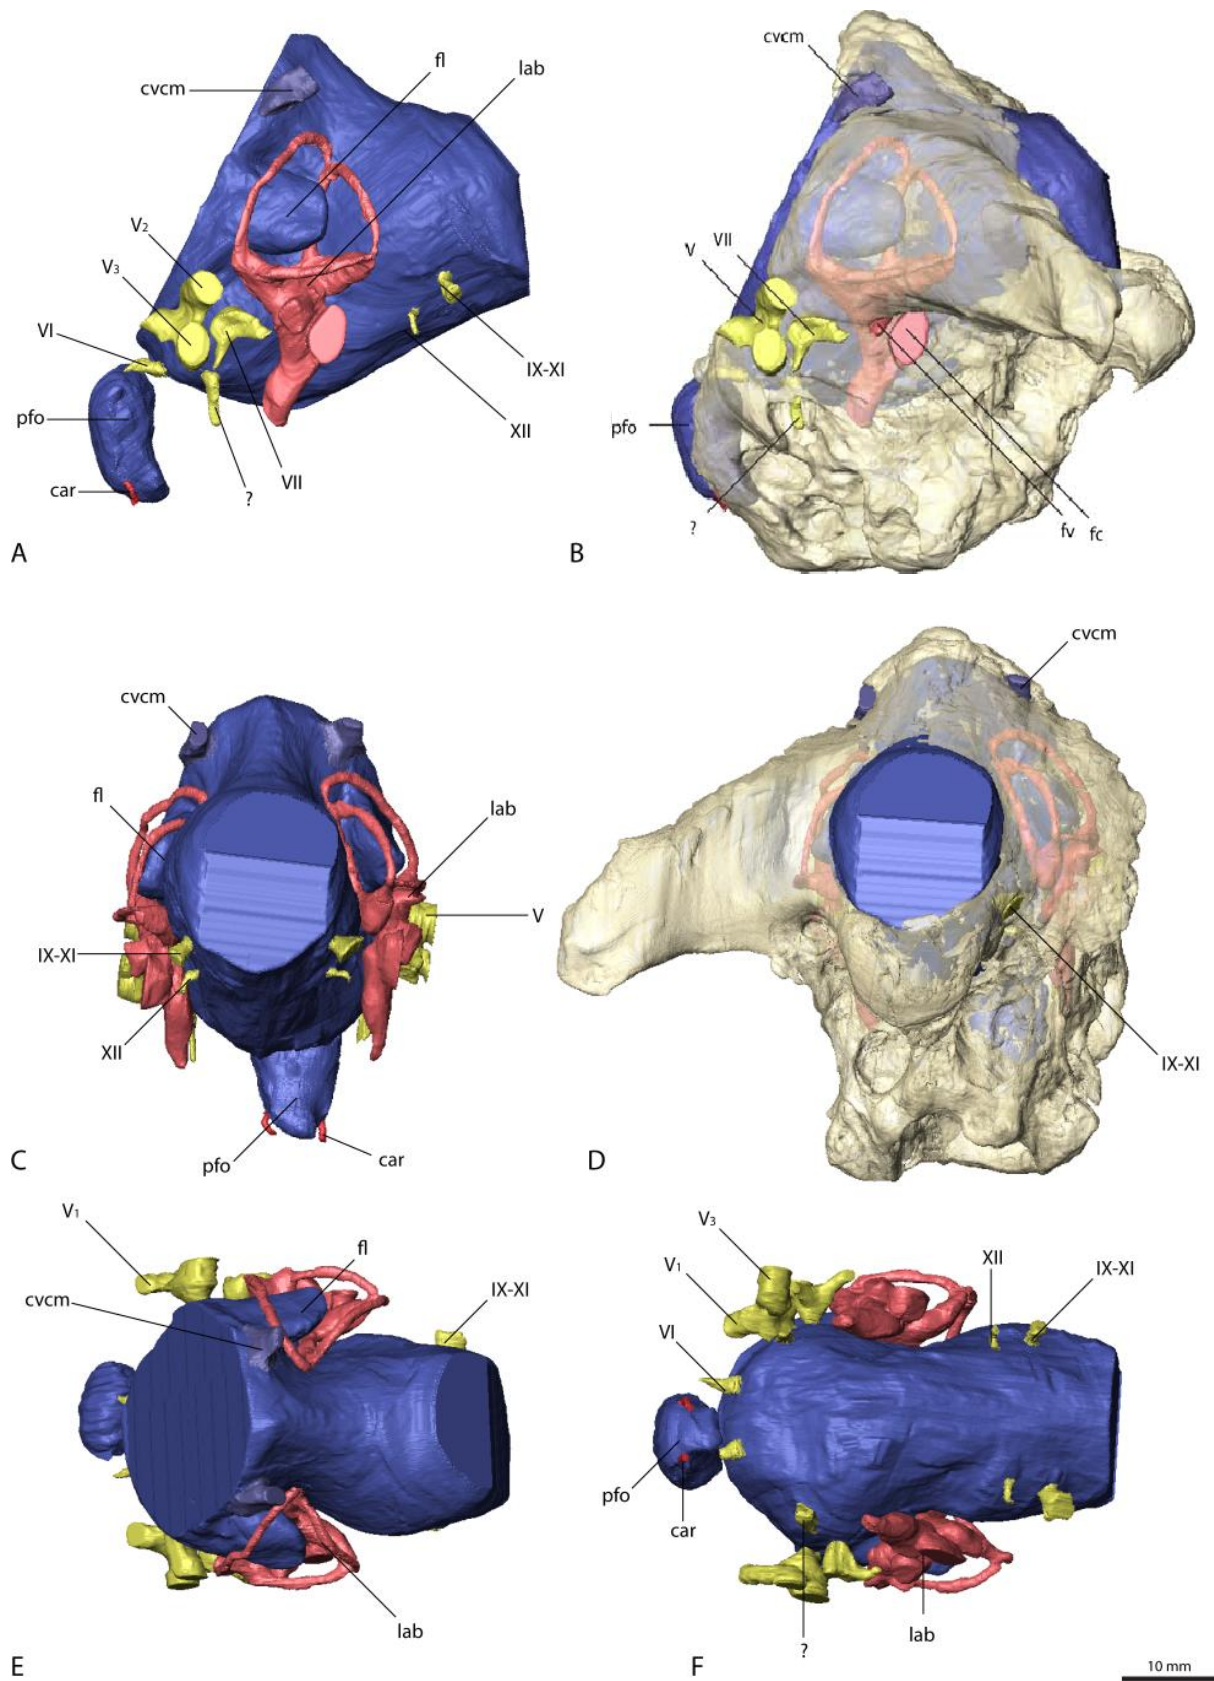 fl
lab
cvcm
V2
V3
VI
pfo
car
?
VII
XII
IX-XI
A
cvcm
VII
V
pfo
?
fv
fc
B
cvcm
fl
lab
V
IX-XI
XII
pfo
car
C
cvcm
IX-XI
D
V1
fl
cvcm
IX-XI
lab
E
V3
V1
VI
XII
IX-XI
pfo
car
?
lab
F
10 mm